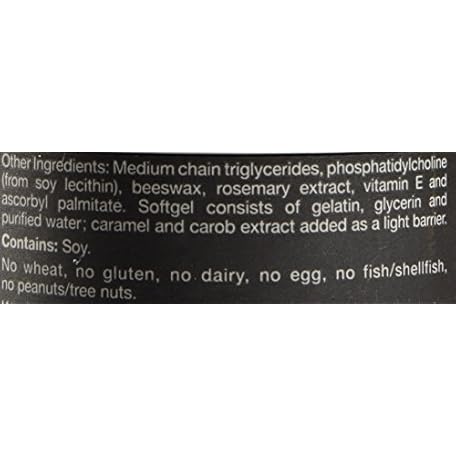 Other Ingredients: Medium chain triglycerides, phosphatidylcholine
(from soy lecithin), beeswax, rosemary extract, vitamin E and
ascorbyl palmitate. Softgel consists of gelatin, glycerin and
purified water; caramel and carob extract added as a light barrier.
Contains: Soy.
No wheat, no gluten, no dairy, no egg, no fish/shellfish,
no peanuts/tree nuts.